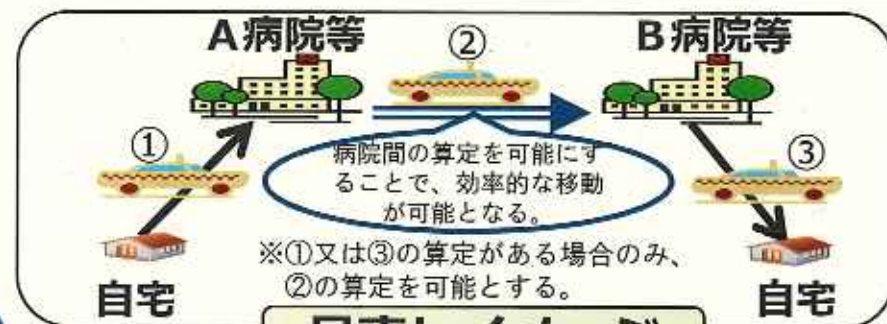 A病院等
②
B病院等
①
病院間の算定を可能にす
ることで、効率的な移動
が可能となる。
③
※①又は③の算定がある場合のみ、
②の算定を可能とする。
自宅
自宅